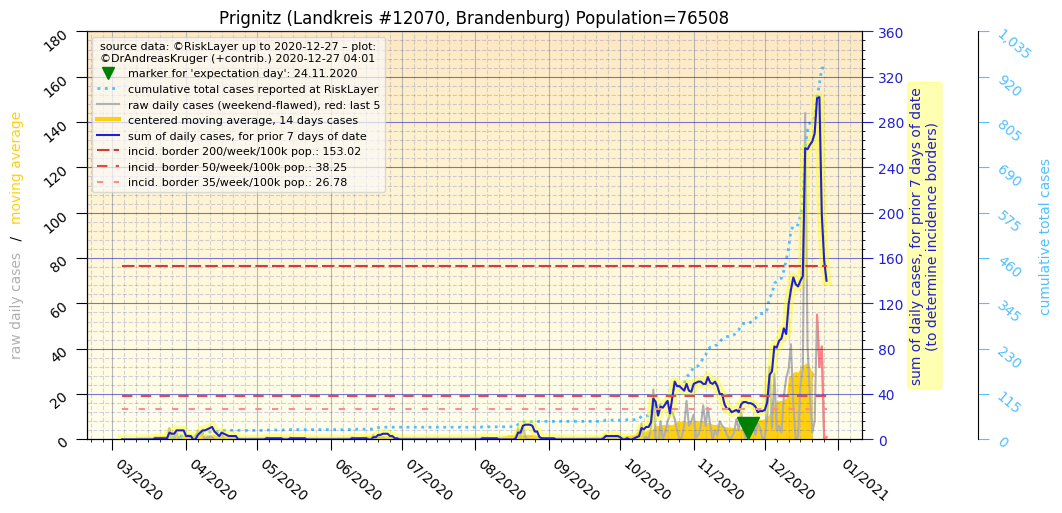 Prignitz (Landkreis #12070, Brandenburg) Population=76508
source data: ©RiskLayer up to 2020-12-27 – plot:
©DrAndreasKruger (+contrib.) 2020-12-27 04:01
marker for 'expectation day': 24.11.2020
cumulative total cases reported at RiskLayer
raw daily cases (weekend-flawed), red: last 5
centered moving average, 14 days cases
sum of daily cases, for prior 7 days of date
incid. border 200/week/100k pop.: 153.02
incid. border 50/week/100k pop.: 38.25
incid. border 35/week/100k pop.: 26.78
raw daily cases / moving average
180
160
140
120
100
80
60
40
20
0
03/2020
04/2020
05/2020
06/2020
07/2020
08/2020
09/2020
10/2020
11/2020
12/2020
01/2021
360
320
280
240
200
160
120
80
40
0
sum of daily cases, for prior 7 days of date
(to determine incidence borders)
1,035
920
805
690
575
460
345
230
115
0
cumulative total cases